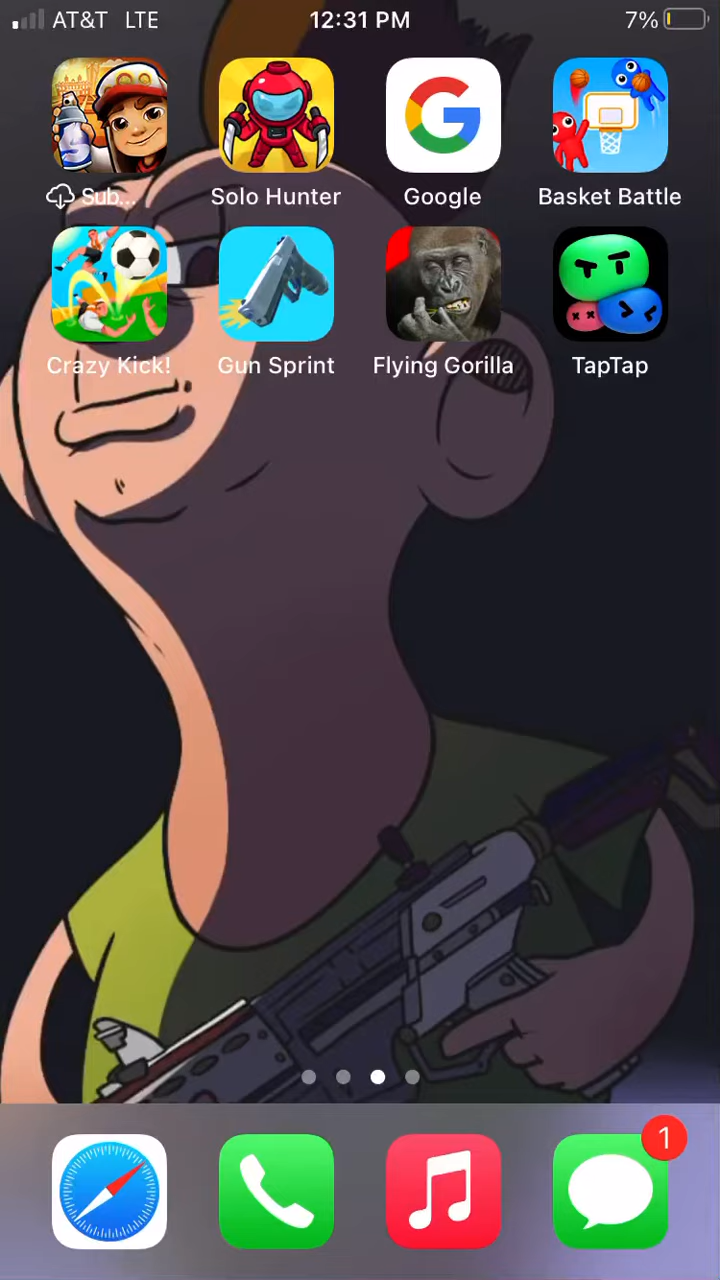 AT&T LTE 12:31 PM 7%
Sub... Solo Hunter Google Basket Battle
Crazy Kick! Gun Sprint Flying Gorilla TapTap
1